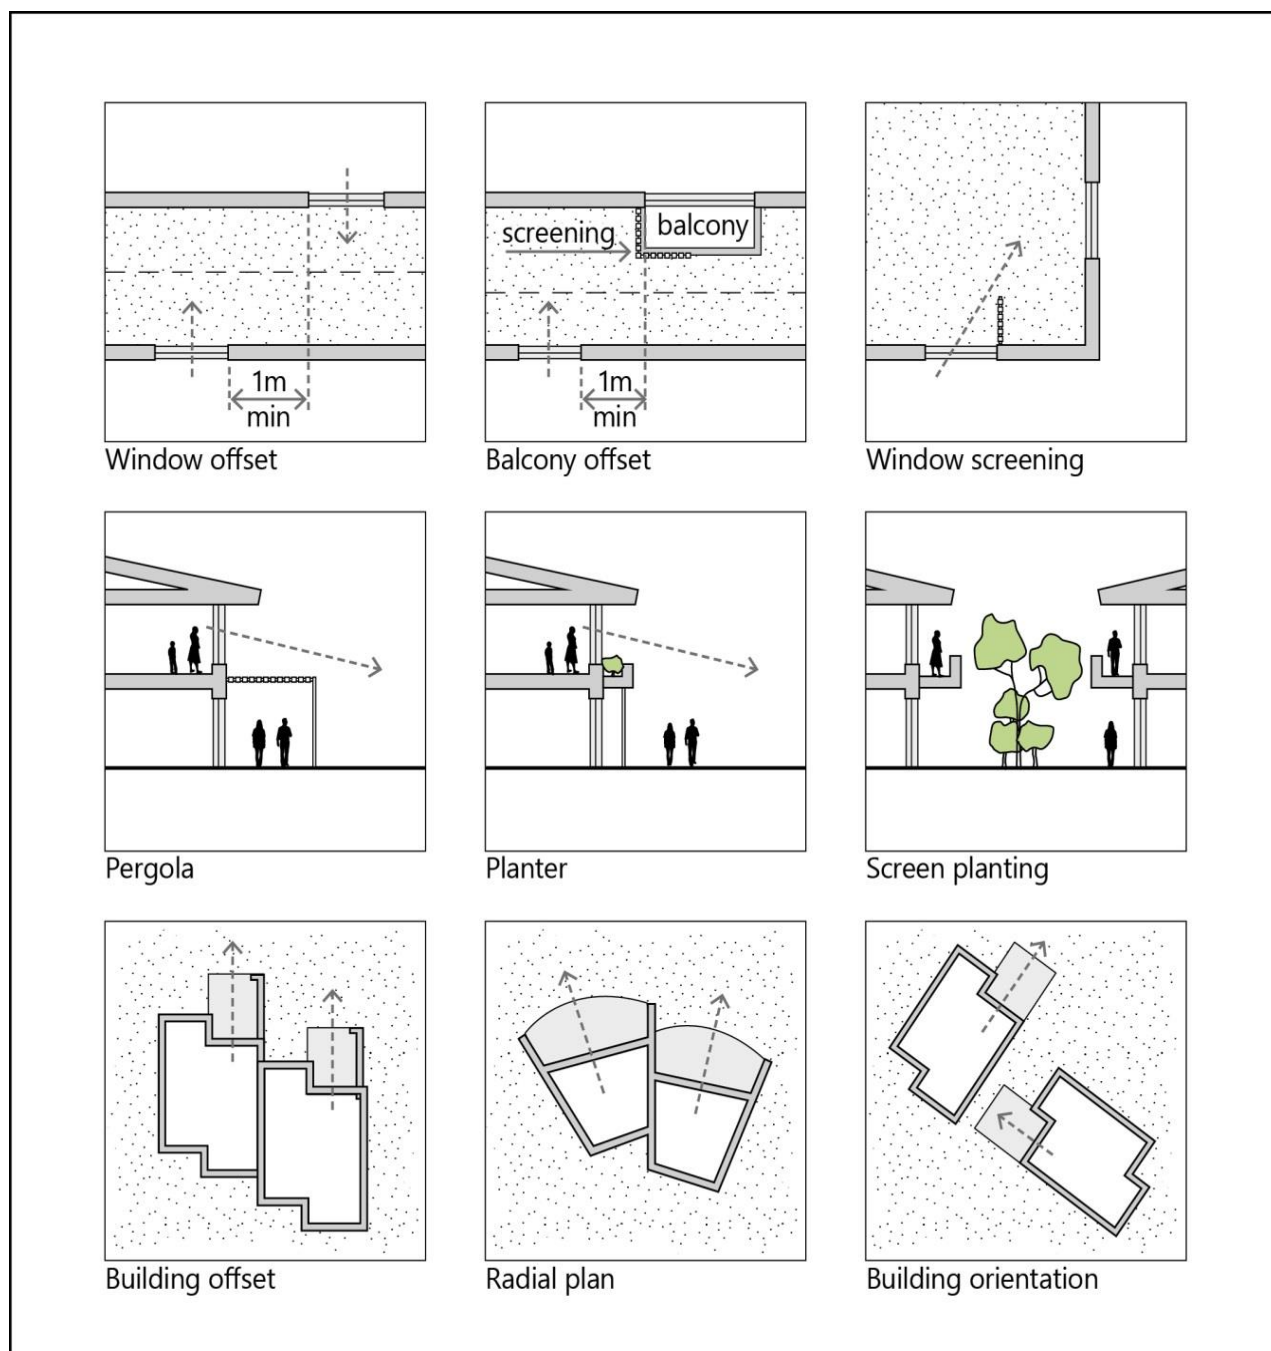 1m
min
Window offset
screening
balcony
1m
min
Balcony offset
Window screening
Pergola
Planter
Screen planting
Building offset
Radial plan
Building orientation